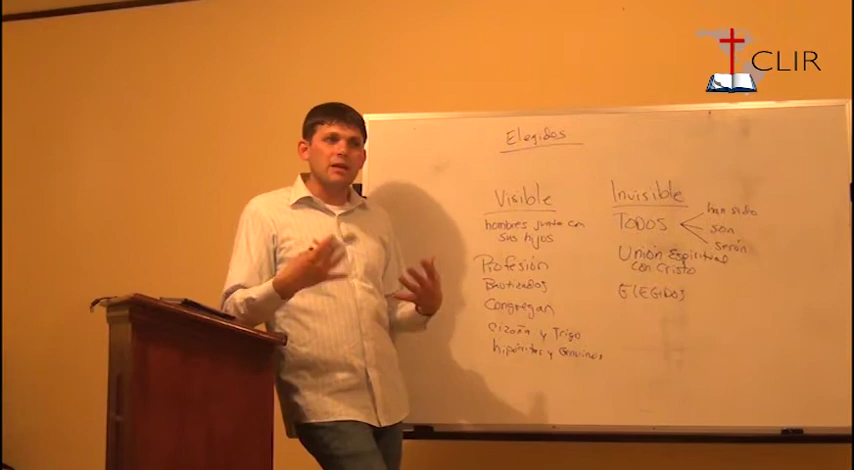 CLIR
Elegidos
Visible
hombres junto con
sus hijos
Profesión
Bautizados
Congregan
Cizaña y Trigo
hipócritas y Genuinos
Invisible
TODOS
han sido
son
serán
Unión Espiritual
con Cristo
ELEGIDOS